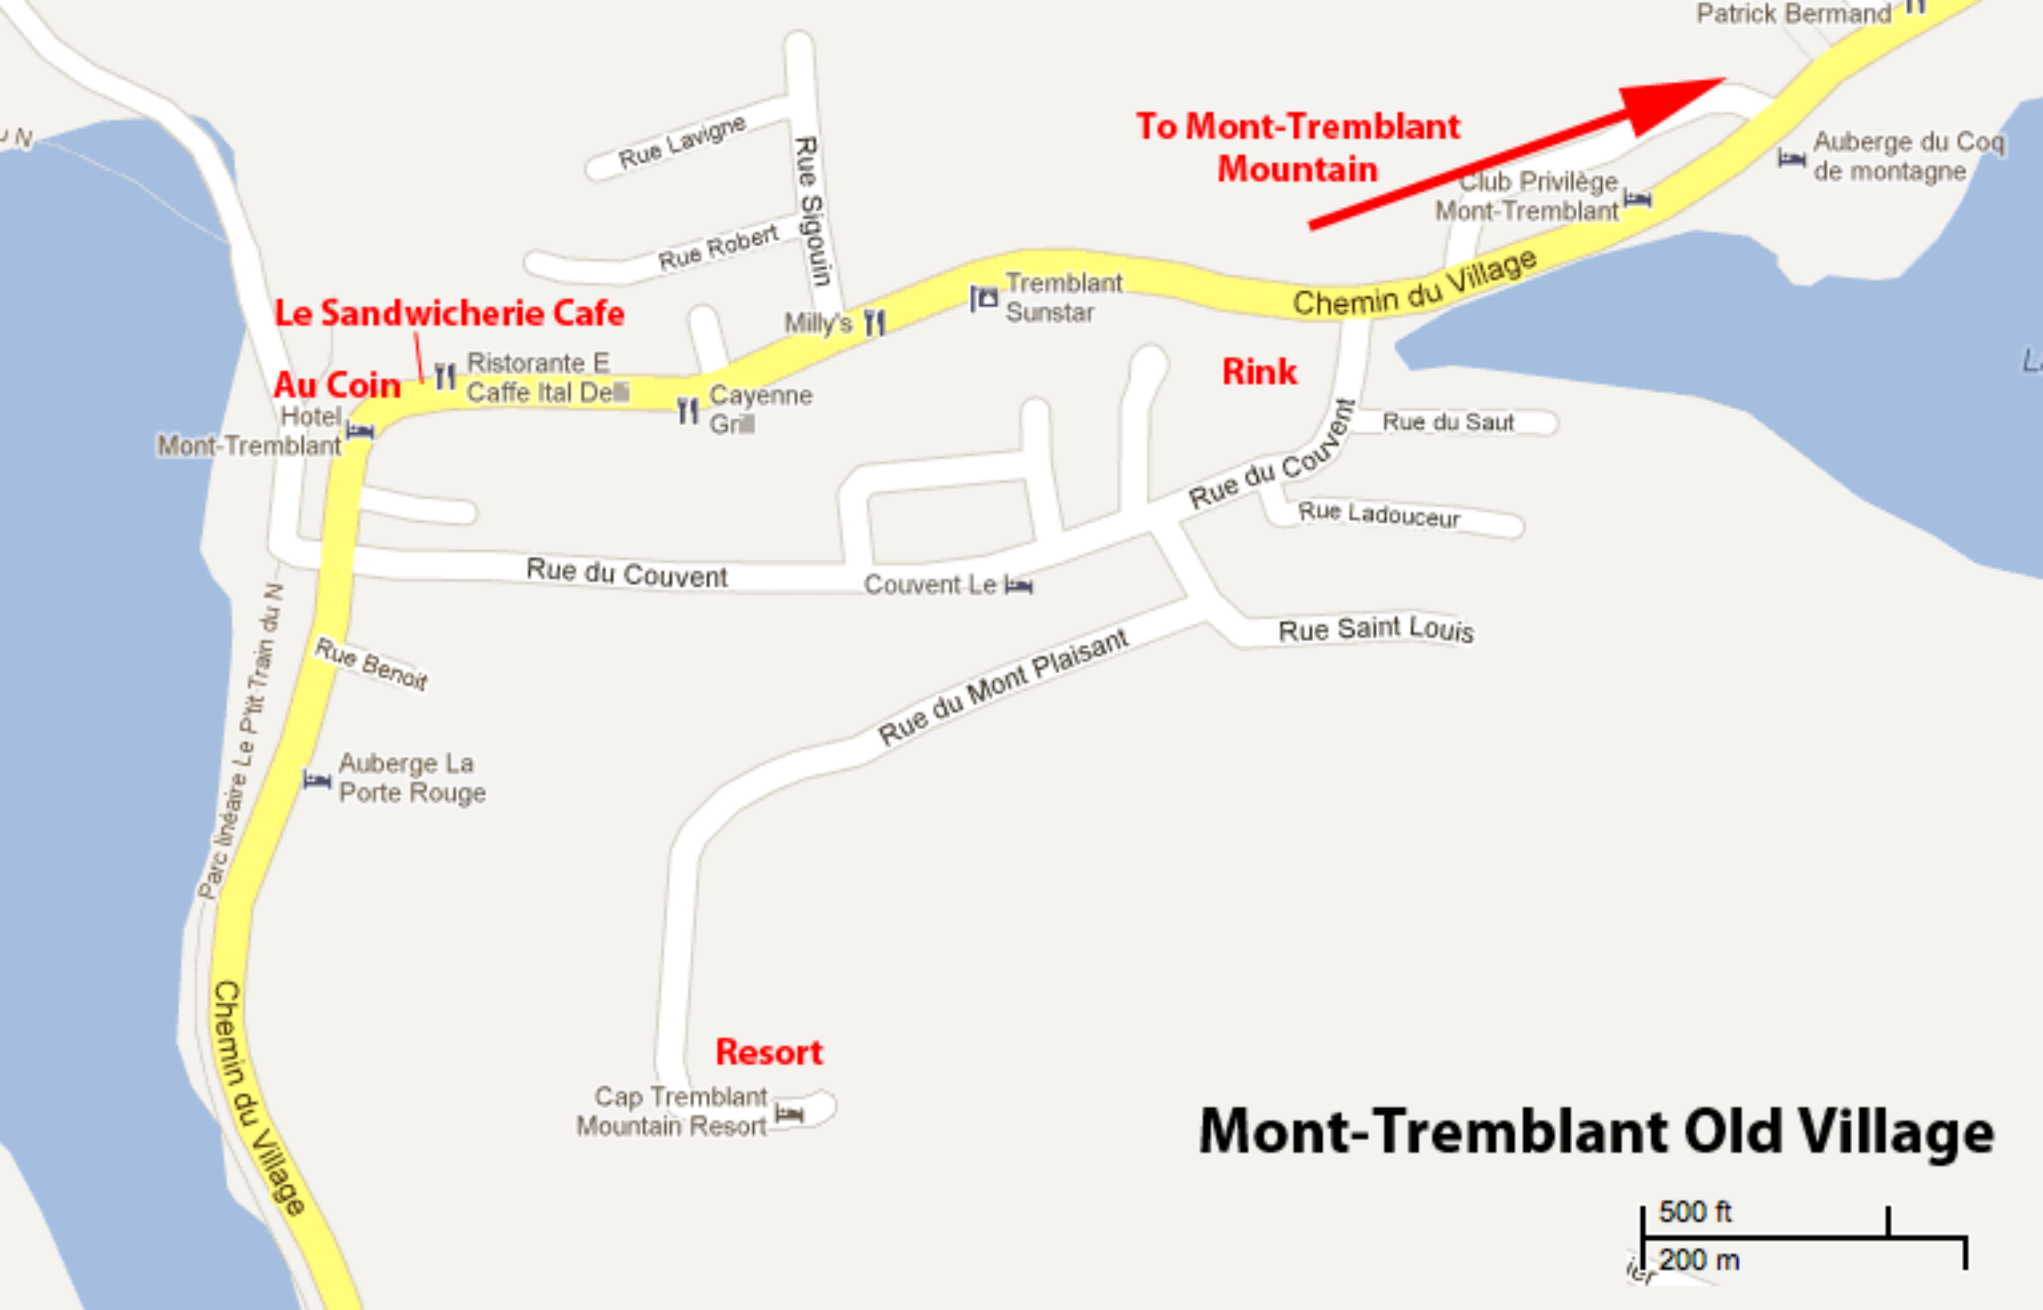 Patrick Bermand
To Mont-Tremblant
Mountain
Auberge du Coq
de montagne
Club Privilège
Mont-Tremblant
Rue Lavigne
Rue Sigouin
Rue Robert
Chemin du Village
Tremblant
Sunstar
Le Sandwicherie Cafe
Milly's
Ristorante E
Caffe Ital Delli
Au Coin
Hotel
Mont-Tremblant
Cayenne
Grill
Rink
Rue du Saut
Rue du Couvent
Rue Ladouceur
Rue du Couvent
Couvent Le
Rue Saint Louis
Rue Benoit
Rue du Mont Plaisant
Parc linéaire Le P'tit Train du N
Auberge La
Porte Rouge
Chemin du Village
Resort
Cap Tremblant
Mountain Resort
Mont-Tremblant Old Village
500 ft
200 m